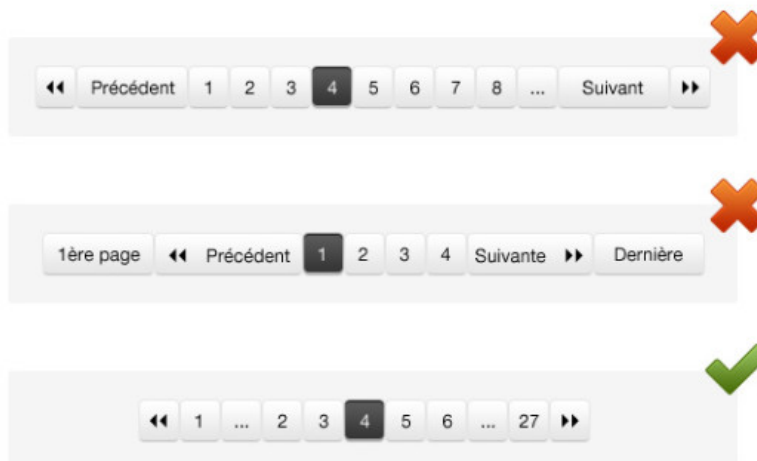 Précédent 1 2 3 4 5 6 7 8 ... Suivant
1ère page Précédent 1 2 3 4 Suivante Dernière
1 ... 2 3 4 5 6 ... 27